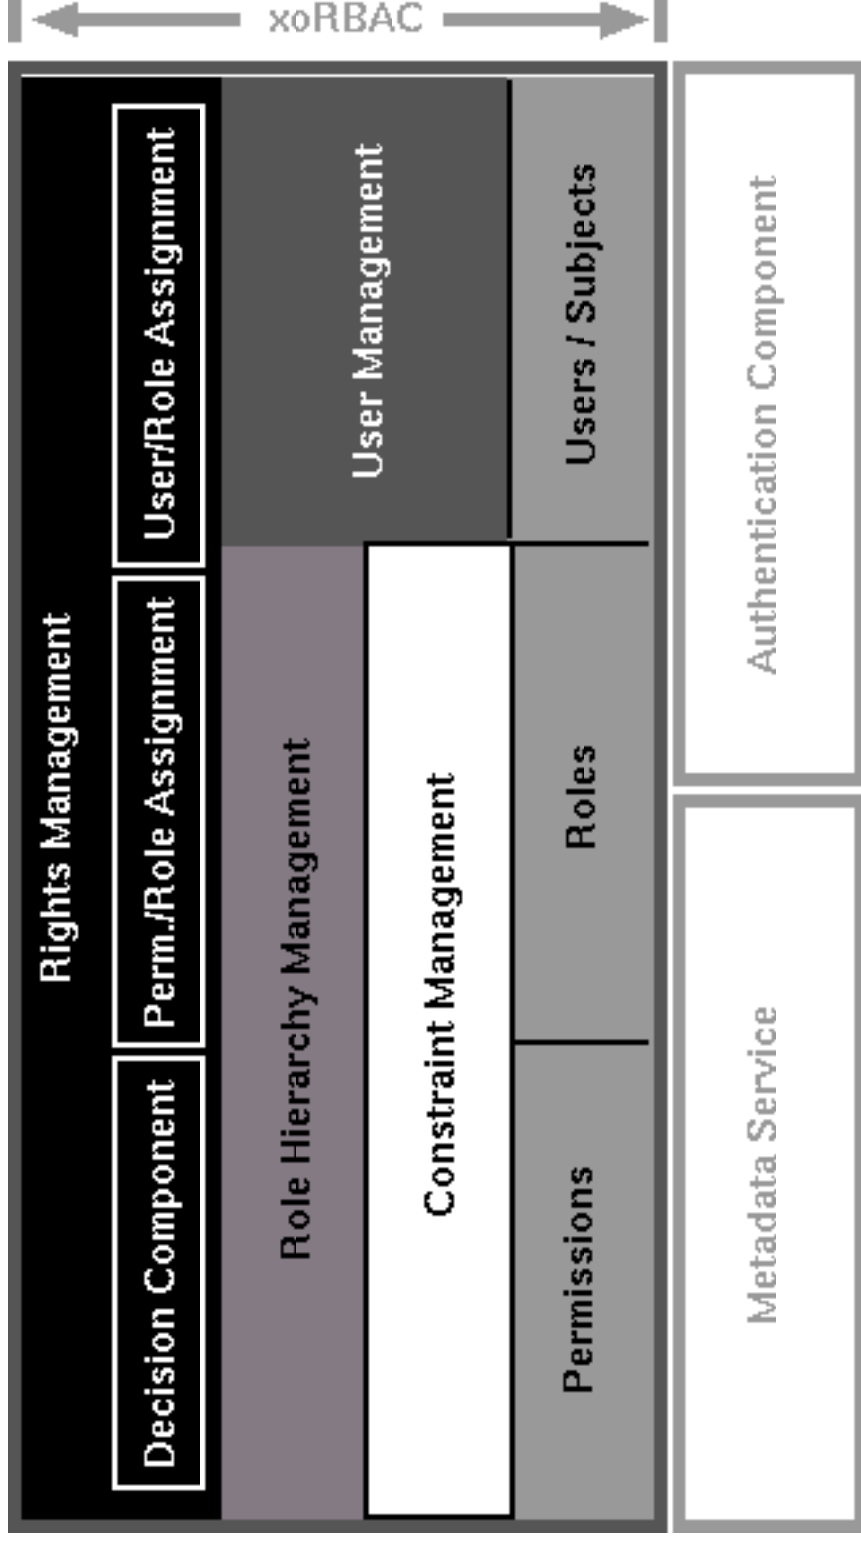 xoRBAC
Rights Management
Decision Component
Perm./Role Assignment
User/Role Assignment
Role Hierarchy Management
User Management
Constraint Management
Permissions
Roles
Users / Subjects
Metadata Service
Authentication Component